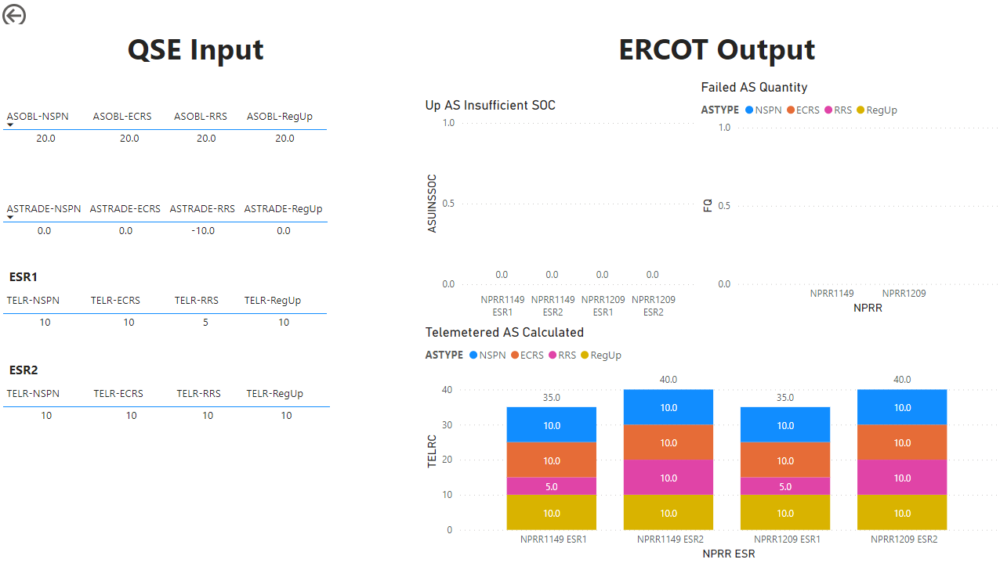 QSE Input
ASOBL-NSPN ASOBL-ECRS ASOBL-RRS ASOBL-RegUp
20.0 20.0 20.0 20.0
ASTRADE-NSPN ASTRADE-ECRS ASTRADE-RRS ASTRADE-RegUp
0.0 0.0 -10.0 0.0
ESR1
TELR-NSPN TELR-ECRS TELR-RRS TELR-RegUp
10 10 5 10
ESR2
TELR-NSPN TELR-ECRS TELR-RRS TELR-RegUp
10 10 10 10
ERCOT Output
Up AS Insufficient SOC
ASUINSSOC
1.0
0.5
0.0
0.0 0.0 0.0 0.0
NPRR1149 NPRR1149 NPRR1209 NPRR1209
ESR1 ESR2 ESR1 ESR2
Failed AS Quantity
ASTYPE NSPN ECRS RRS RegUp
FQ
1.0
0.5
0.0
NPRR1149 NPRR1209
NPRR
Telemetered AS Calculated
ASTYPE NSPN ECRS RRS RegUp
TELRC
40
30
20
10
0
35.0 40.0 35.0 40.0
10.0 10.0 10.0 10.0
10.0 10.0 10.0 10.0
5.0 10.0 5.0 10.0
10.0 10.0 10.0 10.0
NPRR1149 ESR1 NPRR1149 ESR2 NPRR1209 ESR1 NPRR1209 ESR2
NPRR ESR